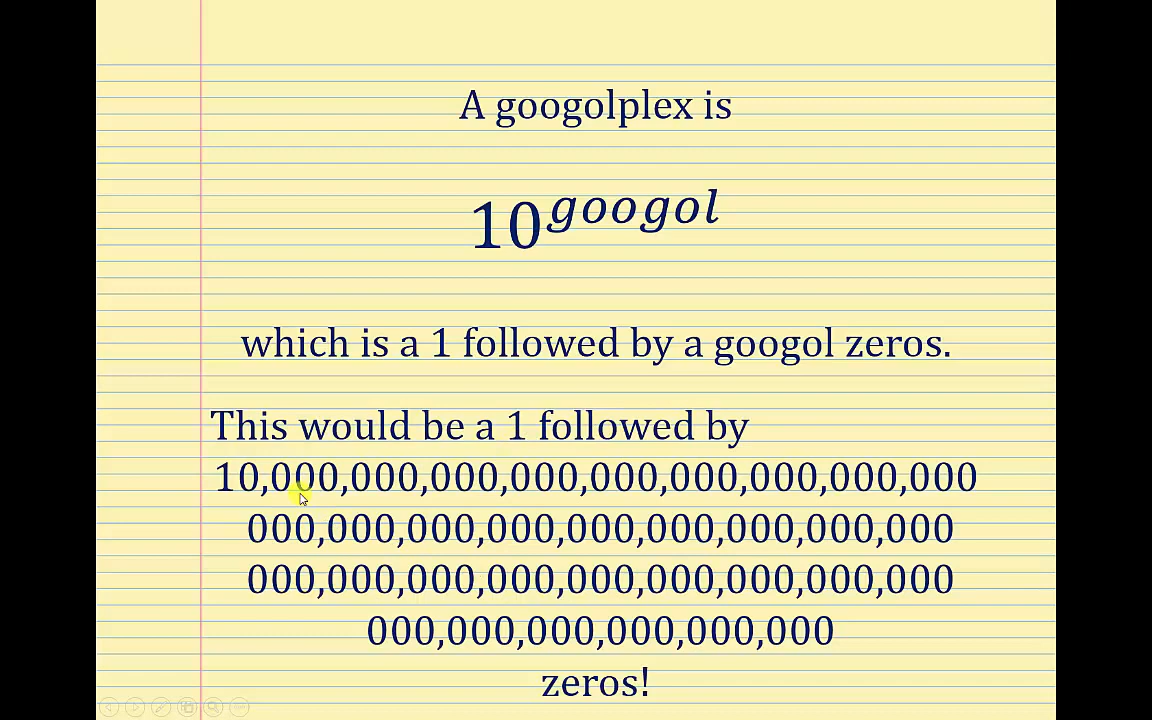 A googolplex is
10^googol
which is a 1 followed by a googol zeros.
This would be a 1 followed by
10,000,000,000,000,000,000,000,000,000
000,000,000,000,000,000,000,000,000
000,000,000,000,000,000,000,000,000
000,000,000,000,000,000
zeros!